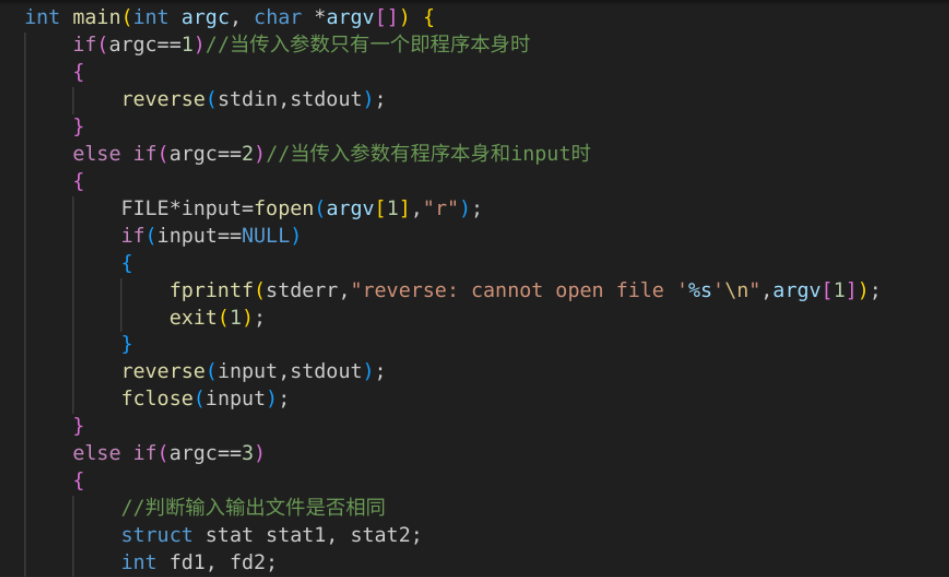 int main(int argc, char *argv[]) {
if(argc==1)//当传入参数只有一个即程序本身时
{
reverse(stdin,stdout);
}
else if(argc==2)//当传入参数有程序本身和input时
{
FILE*input=fopen(argv[1],"r");
if(input==NULL)
{
fprintf(stderr,"reverse: cannot open file '%s'\n",argv[1]);
exit(1);
}
reverse(input,stdout);
fclose(input);
}
else if(argc==3)
{
//判断输入输出文件是否相同
struct stat stat1, stat2;
int fd1, fd2;